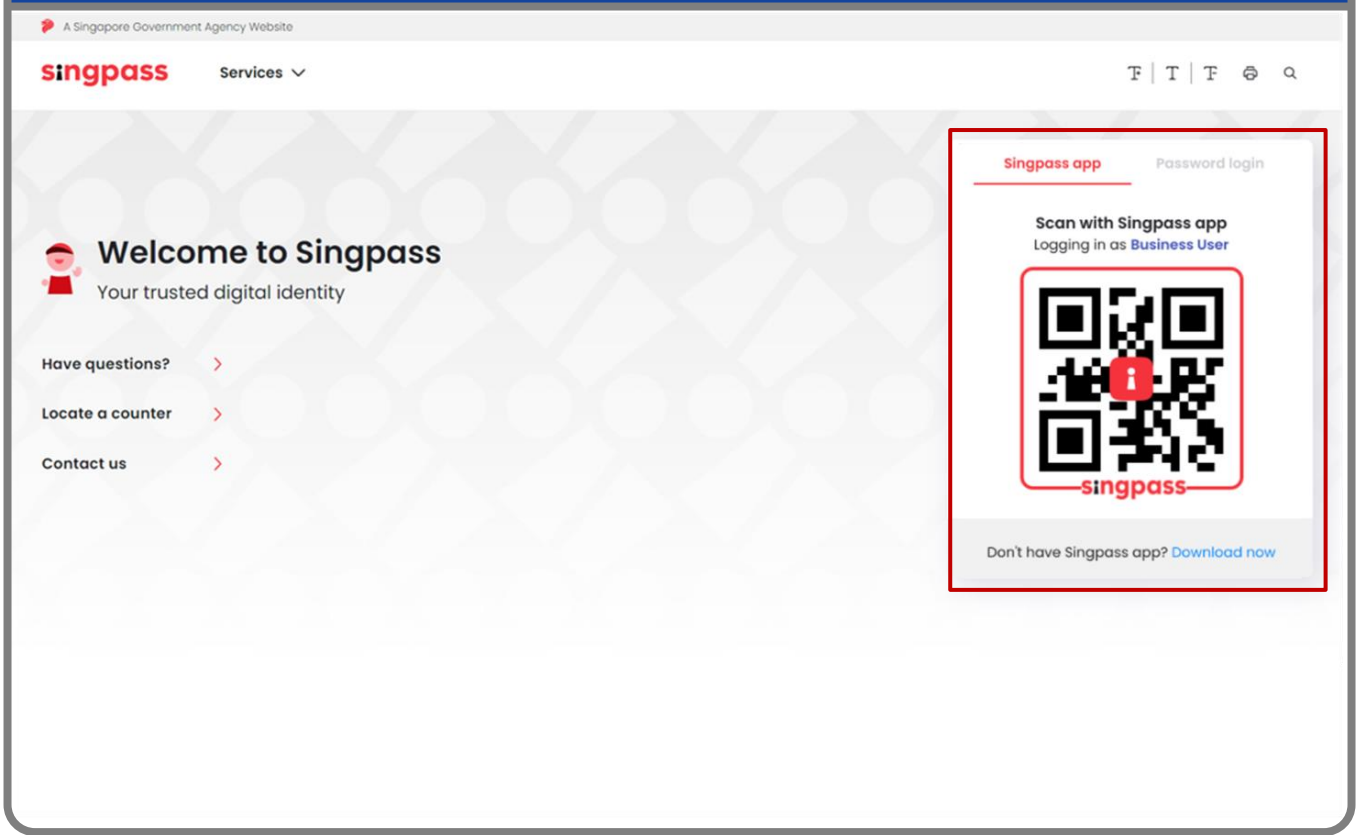 A Singapore Government Agency Website
singpass
Services
T T T
Welcome to Singpass
Your trusted digital identity
Have questions?
Locate a counter
Contact us
Singpass app Password login
Scan with Singpass app
Logging in as Business User
singpass
Don't have Singpass app? Download now